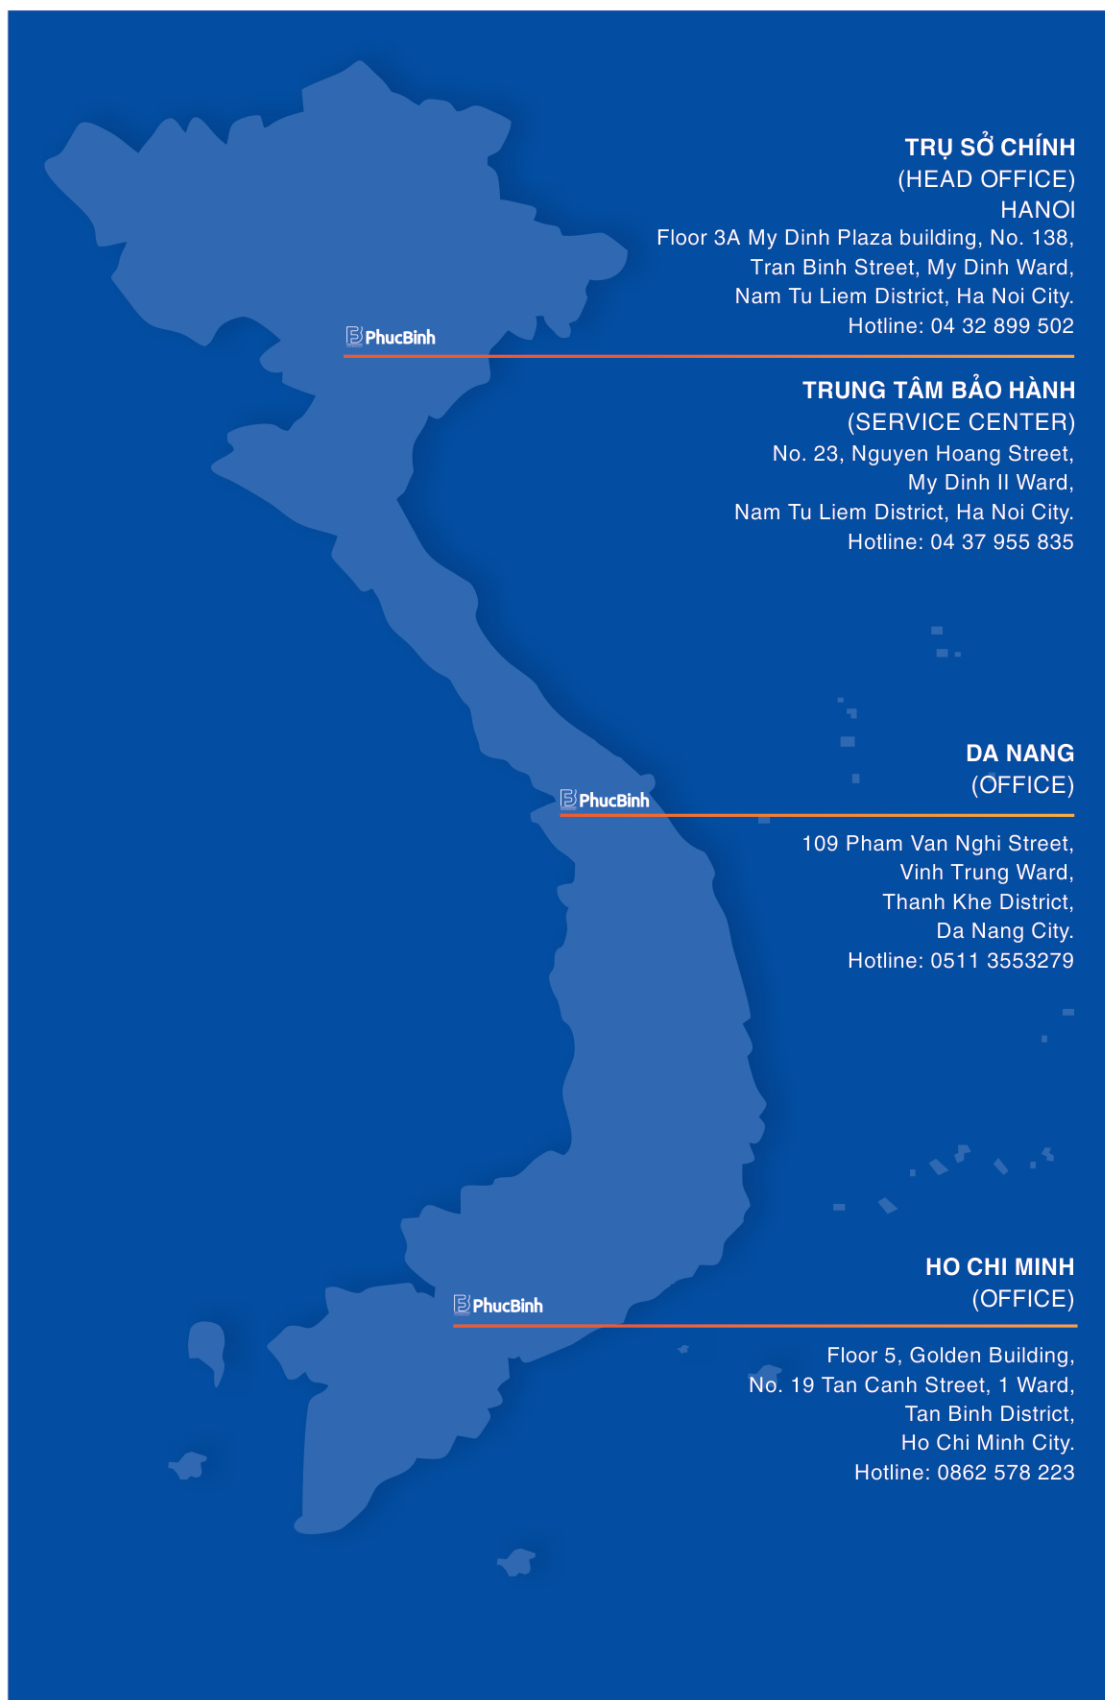 TRỤ SỞ CHÍNH
(HEAD OFFICE)
HANOI
Floor 3A My Dinh Plaza building, No. 138,
Tran Binh Street, My Dinh Ward,
Nam Tu Liem District, Ha Noi City.
Hotline: 04 32 899 502
PhucBinh
TRUNG TÂM BẢO HÀNH
(SERVICE CENTER)
No. 23, Nguyen Hoang Street,
My Dinh II Ward,
Nam Tu Liem District, Ha Noi City.
Hotline: 04 37 955 835
DA NANG
(OFFICE)
PhucBinh
109 Pham Van Nghi Street,
Vinh Trung Ward,
Thanh Khe District,
Da Nang City.
Hotline: 0511 3553279
HO CHI MINH
(OFFICE)
PhucBinh
Floor 5, Golden Building,
No. 19 Tan Canh Street, 1 Ward,
Tan Binh District,
Ho Chi Minh City.
Hotline: 0862 578 223